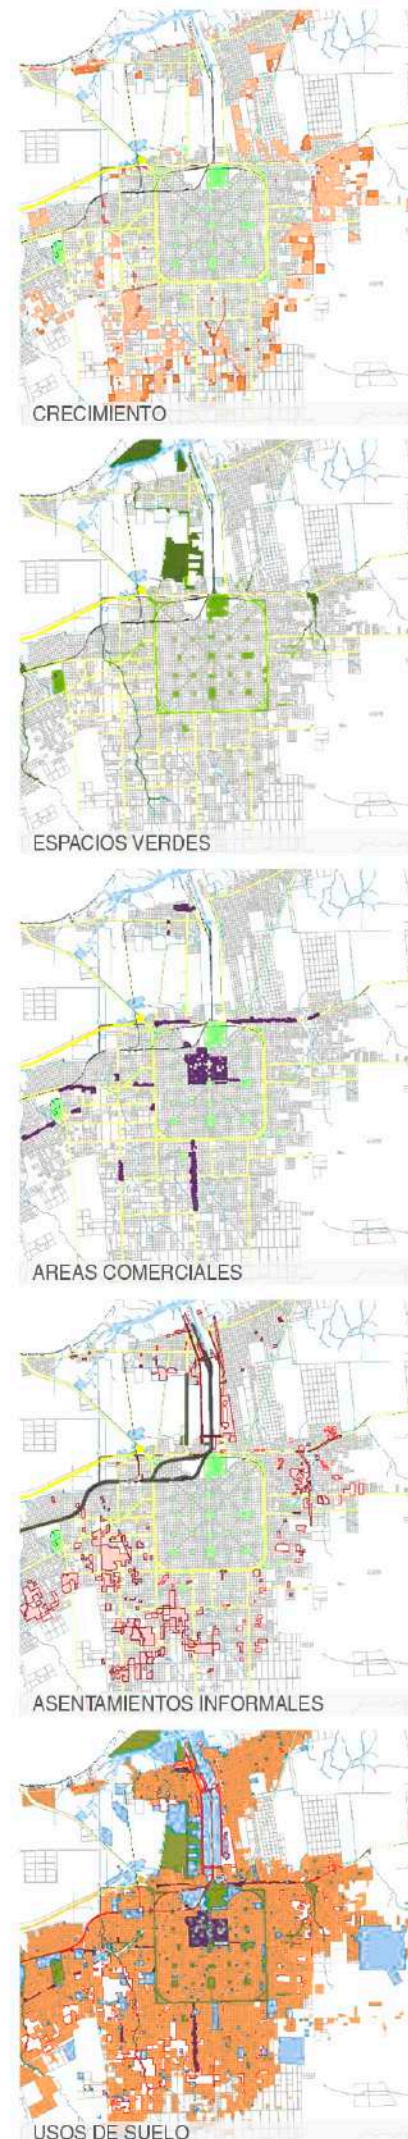 CRECIMIENTO
ESPACIOS VERDES
AREAS COMERCIALES
ASENTAMIENTOS INFORMALES
USOS DE SUELO